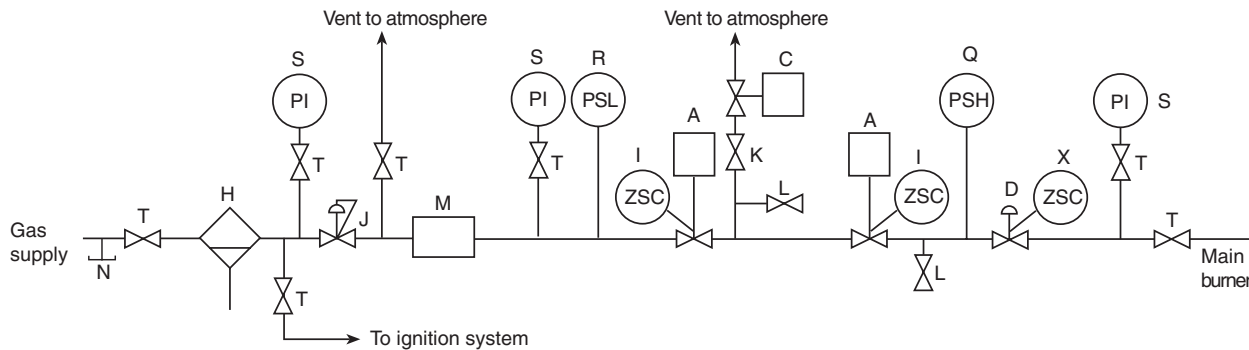 Vent to atmosphere
Vent to atmosphere
S
PI
T
T
S
PI
T
R
PSL
A
I
ZSC
C
K
L
A
I
ZSC
L
Q
PSH
D
X
ZSC
PI
S
T
T
Gas
supply
N
T
H
J
M
T
To ignition system
Main
burner